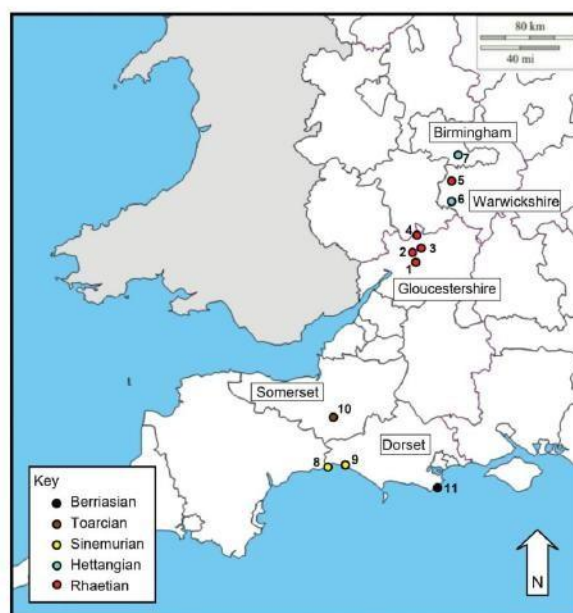 80 km
40 mi
Birmingham
7
5
6
Warwickshire
4
3
2
1
Gloucestershire
Somerset
10
Dorset
8
9
11
Key
Berriasian
Toarcian
Sinemurian
Hettangian
Rhaetian
N